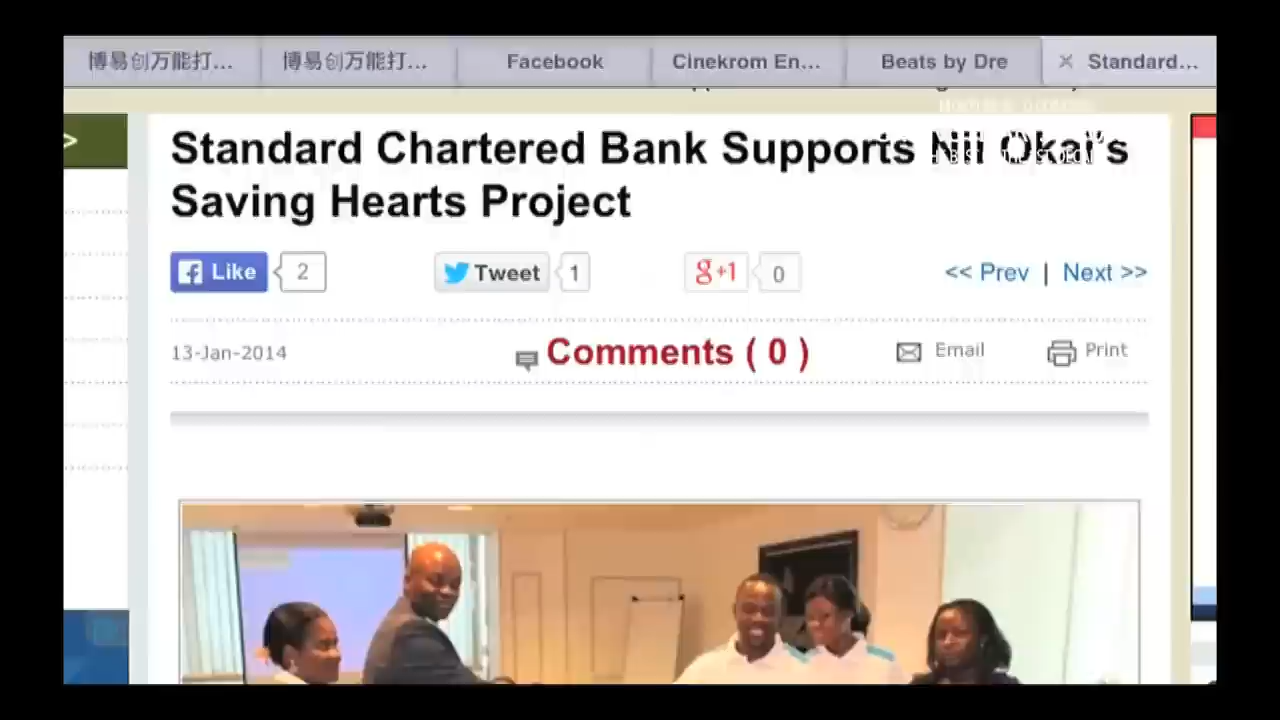 博易创万能打...
博易创万能打...
Facebook
Cinekrom En...
Beats by Dre
Standard...
>
Standard Chartered Bank Supports Okai's
Saving Hearts Project
Like 2
Tweet 1
g+1 0
<< Prev | Next >>
13-Jan-2014
Comments ( 0 )
Email
Print